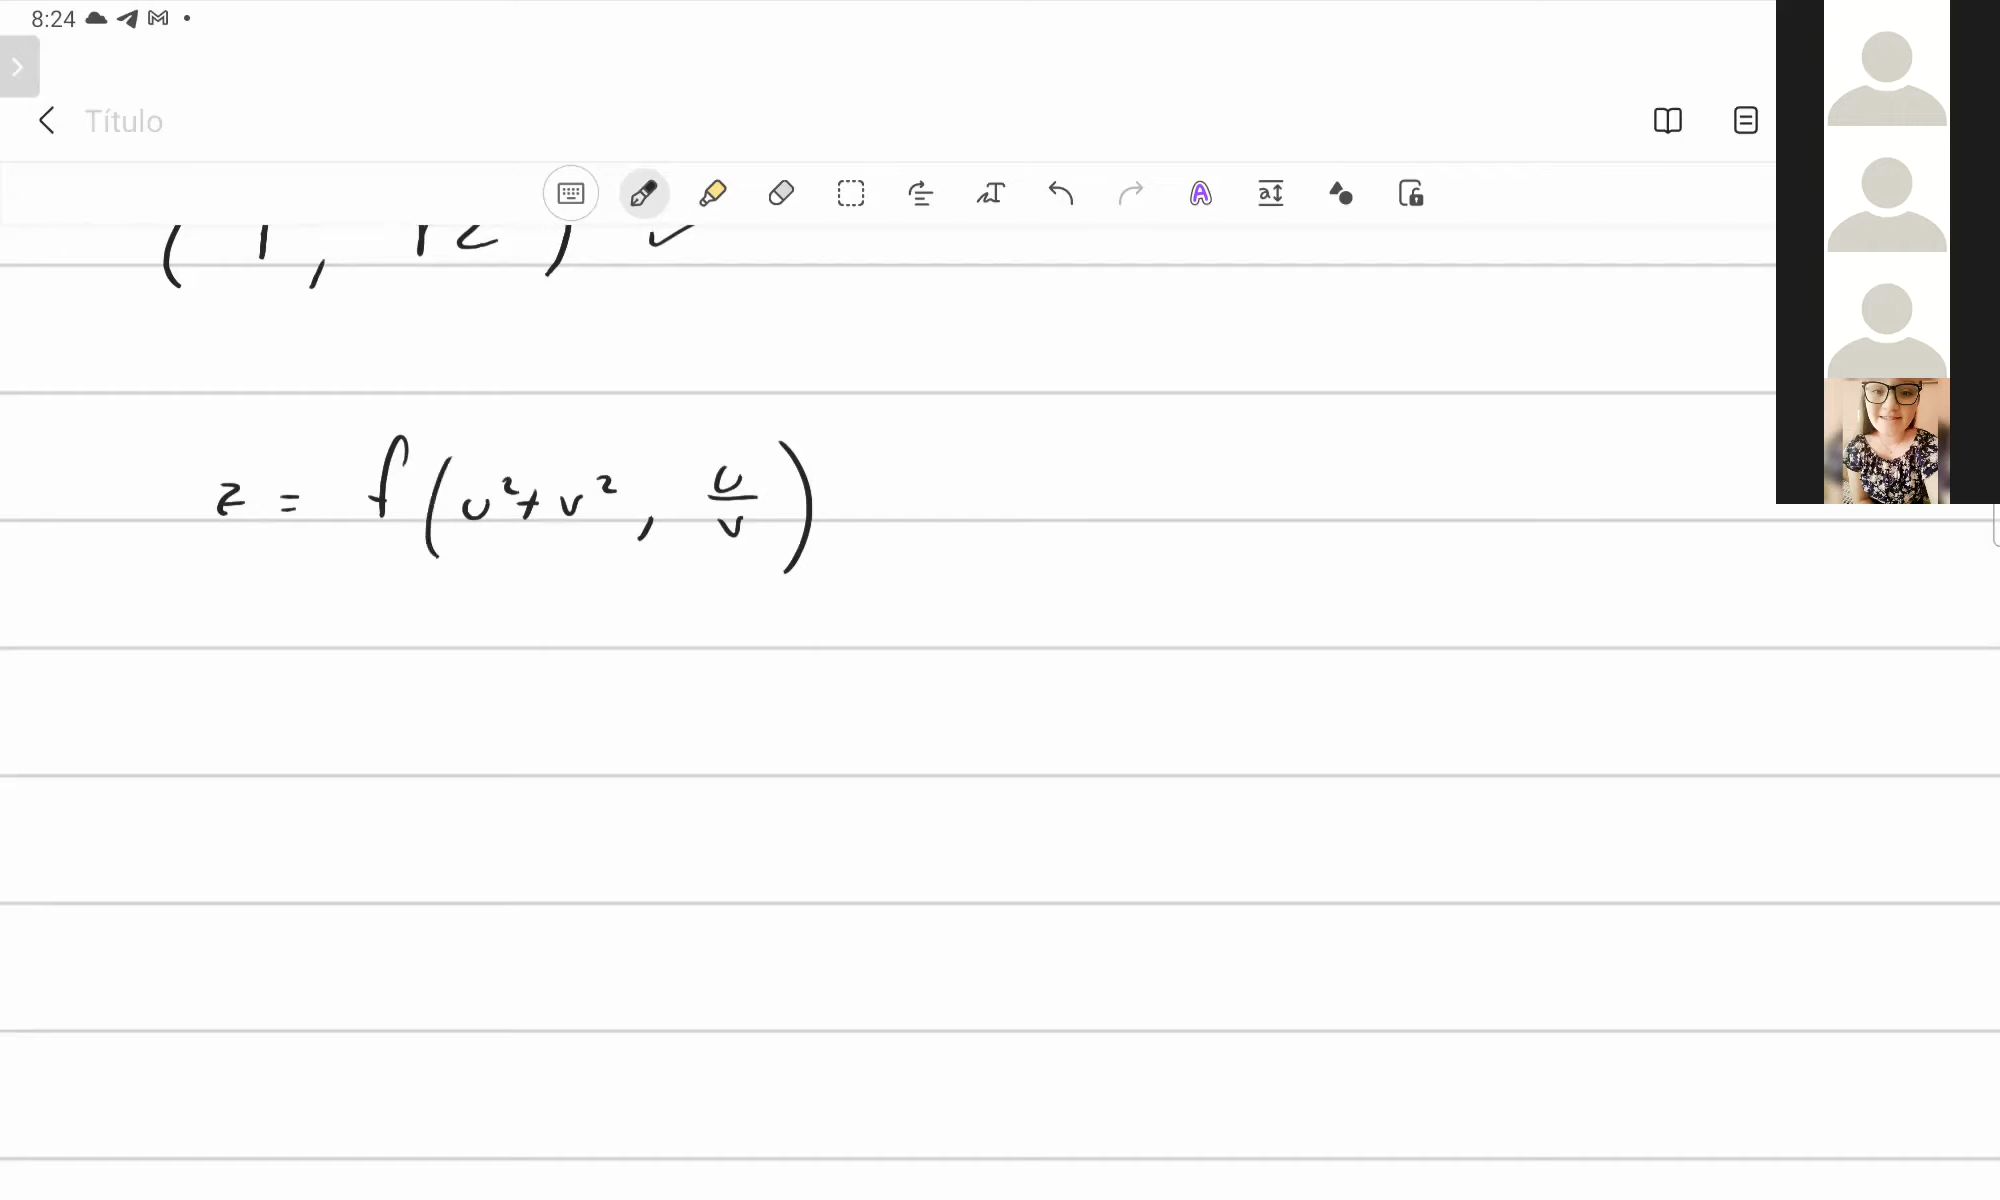 8:24
Título
z = f(u²+v², u/v)